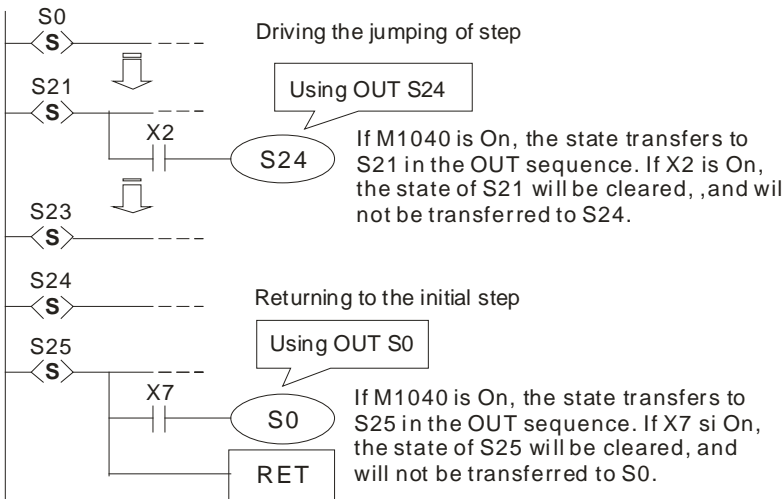 S0
S
Driving the jumping of step
S21
S
Using OUT S24
X2
S24
If M1040 is On, the state transfers to
S21 in the OUT sequence. If X2 is On,
the state of S21 will be cleared, ,and wil
not be transferred to S24.
S23
S
S24
S
Returning to the initial step
S25
S
Using OUT S0
X7
S0
If M1040 is On, the state transfers to
S25 in the OUT sequence. If X7 si On,
the state of S25 will be cleared, and
will not be transferred to S0.
RET